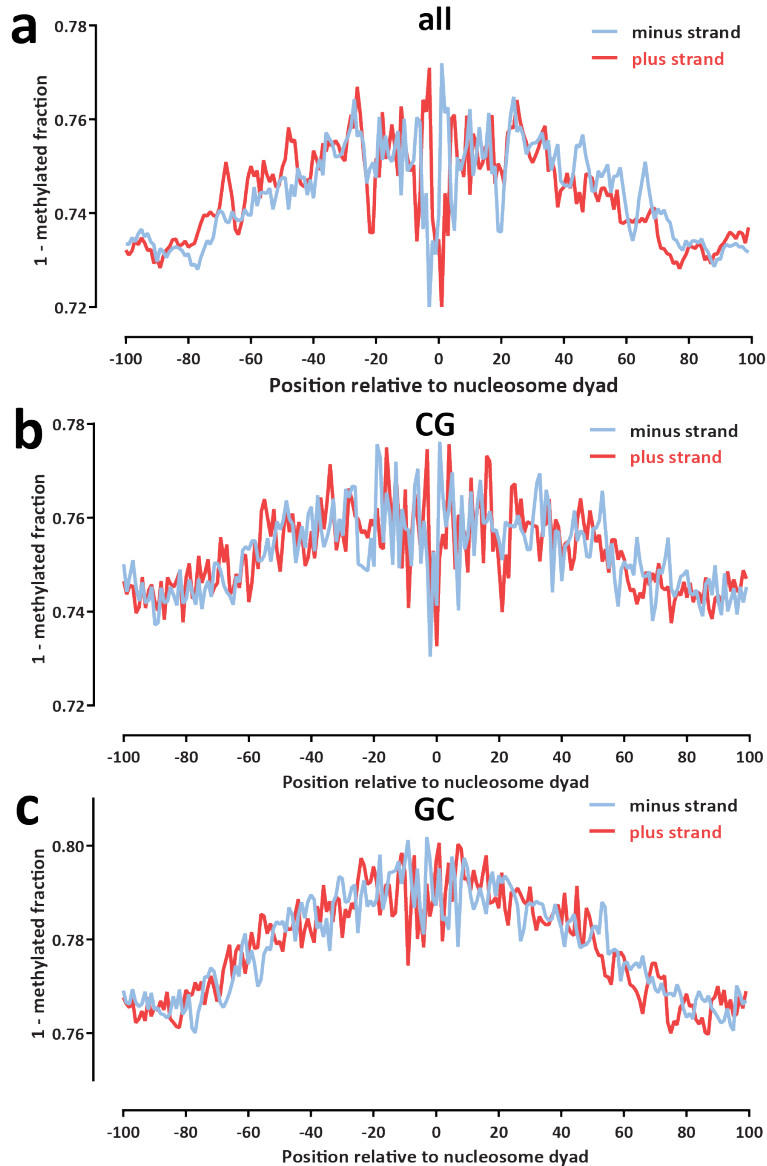 a
all
0.78
0.76
0.74
0.72
1 - methylated fraction
minus strand
plus strand
-100 -80 -60 -40 -20 0 20 40 60 80 100
Position relative to nucleosome dyad
b
CG
0.78
0.76
0.74
0.72
1 - methylated fraction
minus strand
plus strand
-100 -80 -60 -40 -20 0 20 40 60 80 100
Position relative to nucleosome dyad
c
GC
0.80
0.78
0.76
1 - methylated fraction
minus strand
plus strand
-100 -80 -60 -40 -20 0 20 40 60 80 100
Position relative to nucleosome dyad